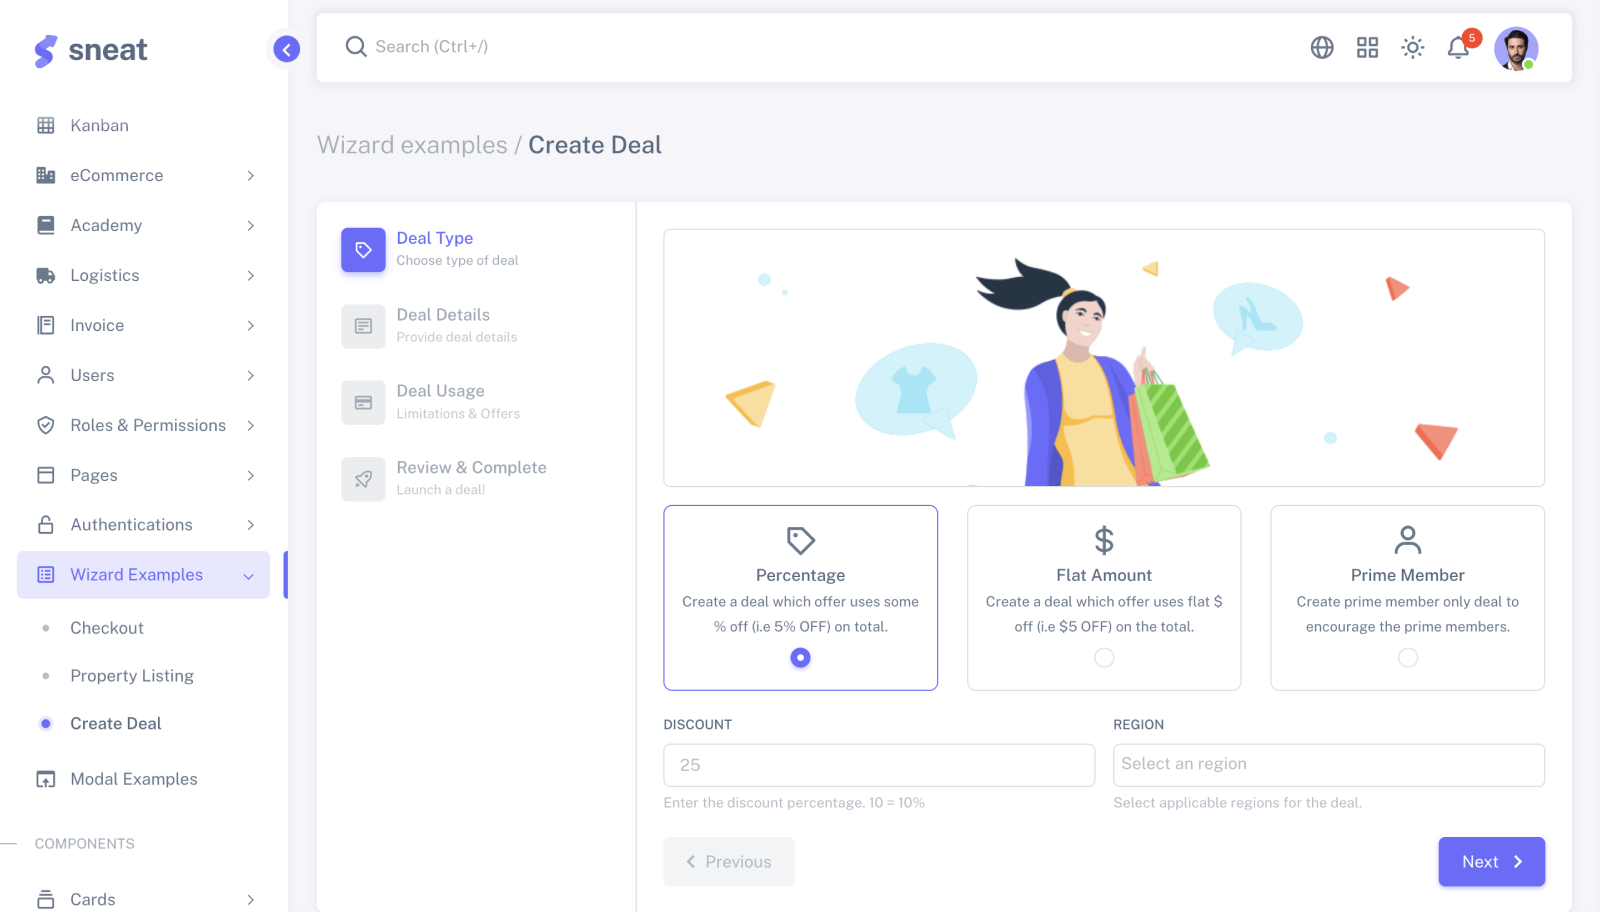 sneat
Search (Ctrl+/)
5
Kanban
eCommerce
Academy
Logistics
Invoice
Users
Roles & Permissions
Pages
Authentications
Wizard Examples
Checkout
Property Listing
Create Deal
Modal Examples
COMPONENTS
Cards
Wizard examples / Create Deal
Deal Type
Choose type of deal
Deal Details
Provide deal details
Deal Usage
Limitations & Offers
Review & Complete
Launch a deal!
Percentage
Create a deal which offer uses some
% off (i.e 5% OFF) on total.
Flat Amount
Create a deal which offer uses flat $
off (i.e $5 OFF) on the total.
Prime Member
Create prime member only deal to
encourage the prime members.
DISCOUNT
25
Enter the discount percentage. 10 = 10%
REGION
Select an region
Select applicable regions for the deal.
Previous
Next